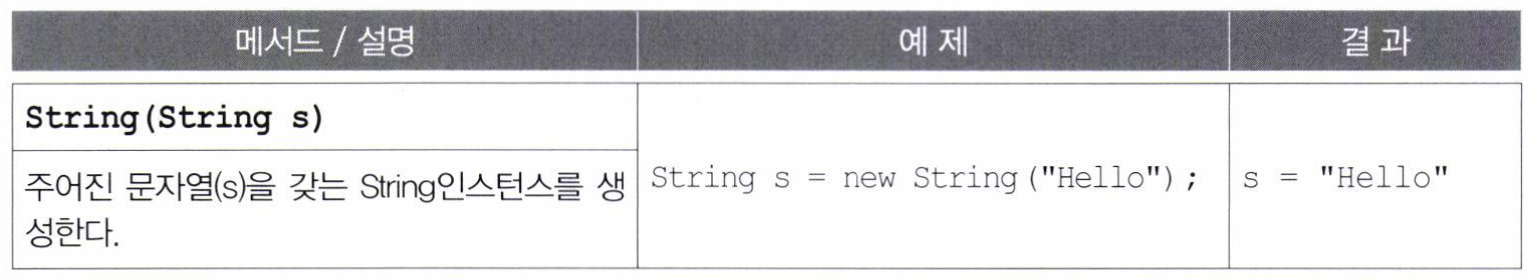 메서드 / 설명 예 제 결 과
String(String s)
주어진 문자열(s)을 갖는 String인스턴스를 생
성한다.
String s = new String("Hello"); s = "Hello"